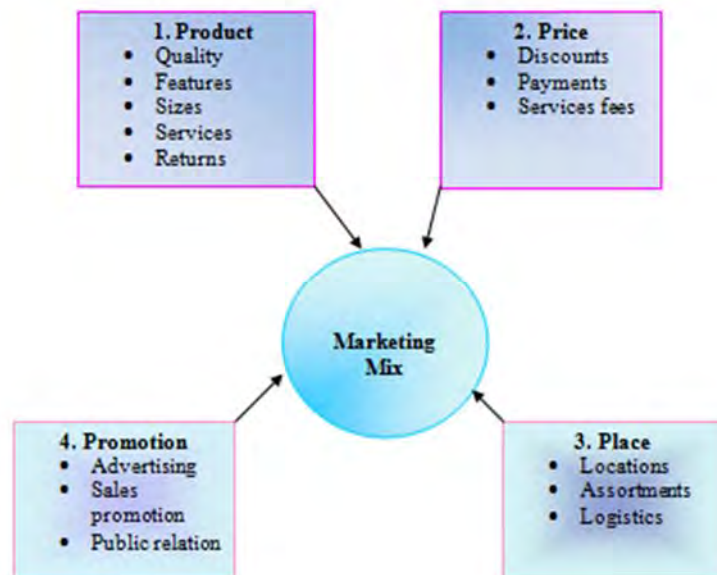 1. Product
• Quality
• Features
• Sizes
• Services
• Returns
2. Price
• Discounts
• Payments
• Services fees
Marketing
Mix
4. Promotion
• Advertising
• Sales
promotion
• Public relation
3. Place
• Locations
• Assortments
• Logistics